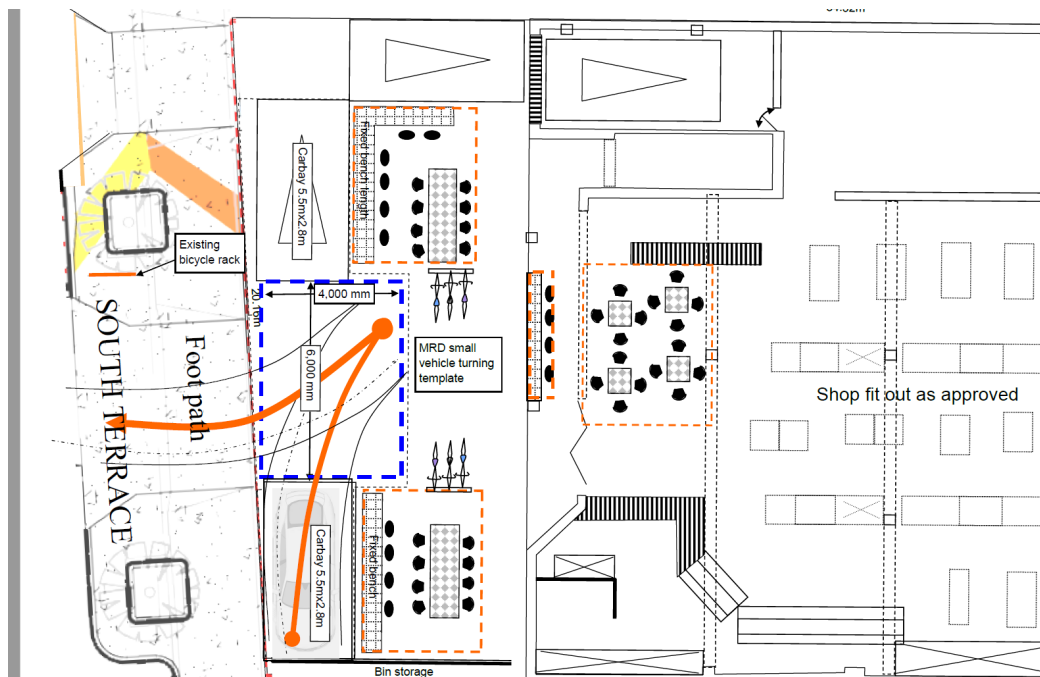 Fixed bench length
Carbay 5.5mx2.8m
Existing
bicycle rack
4,000 mm
20.16m
6,000 mm
MRD small
vehicle turning
template
Foot path
SOUTH TERRACE
Shop fit out as approved
Carbay 5.5mx2.8m
Fixed bench
Bin storage